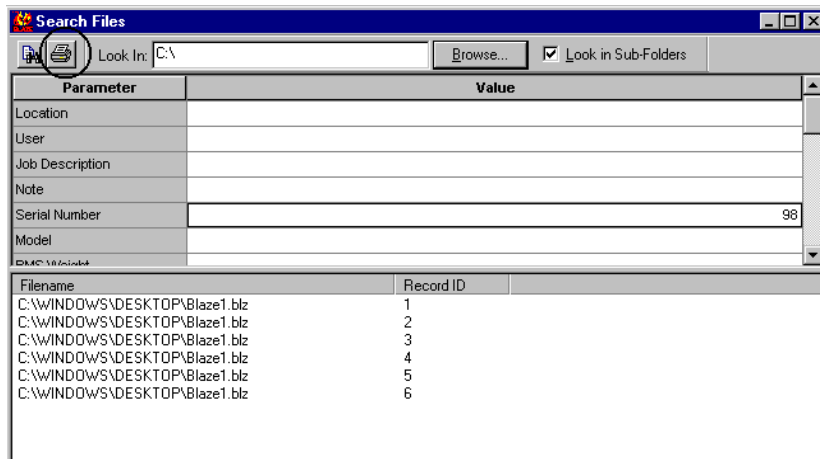 Search Files
Look In: C:\ Browse... Look in Sub-Folders
Parameter Value
Location
User
Job Description
Note
Serial Number 98
Model
RMS Weight
Filename Record ID
C:\WINDOWS\DESKTOP\Blaze1.blz 1
C:\WINDOWS\DESKTOP\Blaze1.blz 2
C:\WINDOWS\DESKTOP\Blaze1.blz 3
C:\WINDOWS\DESKTOP\Blaze1.blz 4
C:\WINDOWS\DESKTOP\Blaze1.blz 5
C:\WINDOWS\DESKTOP\Blaze1.blz 6